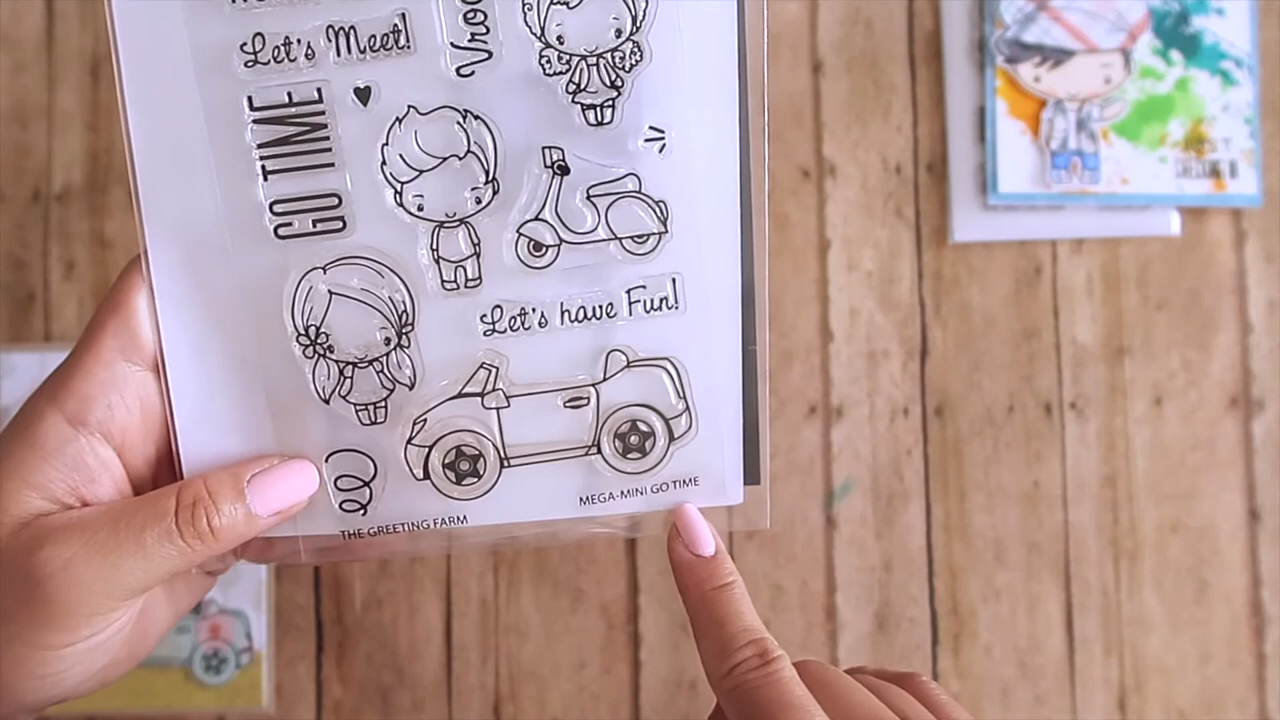 Let's Meet!
GO TIME
Let's have Fun!
MEGA-MINI GO TIME
THE GREETING FARM